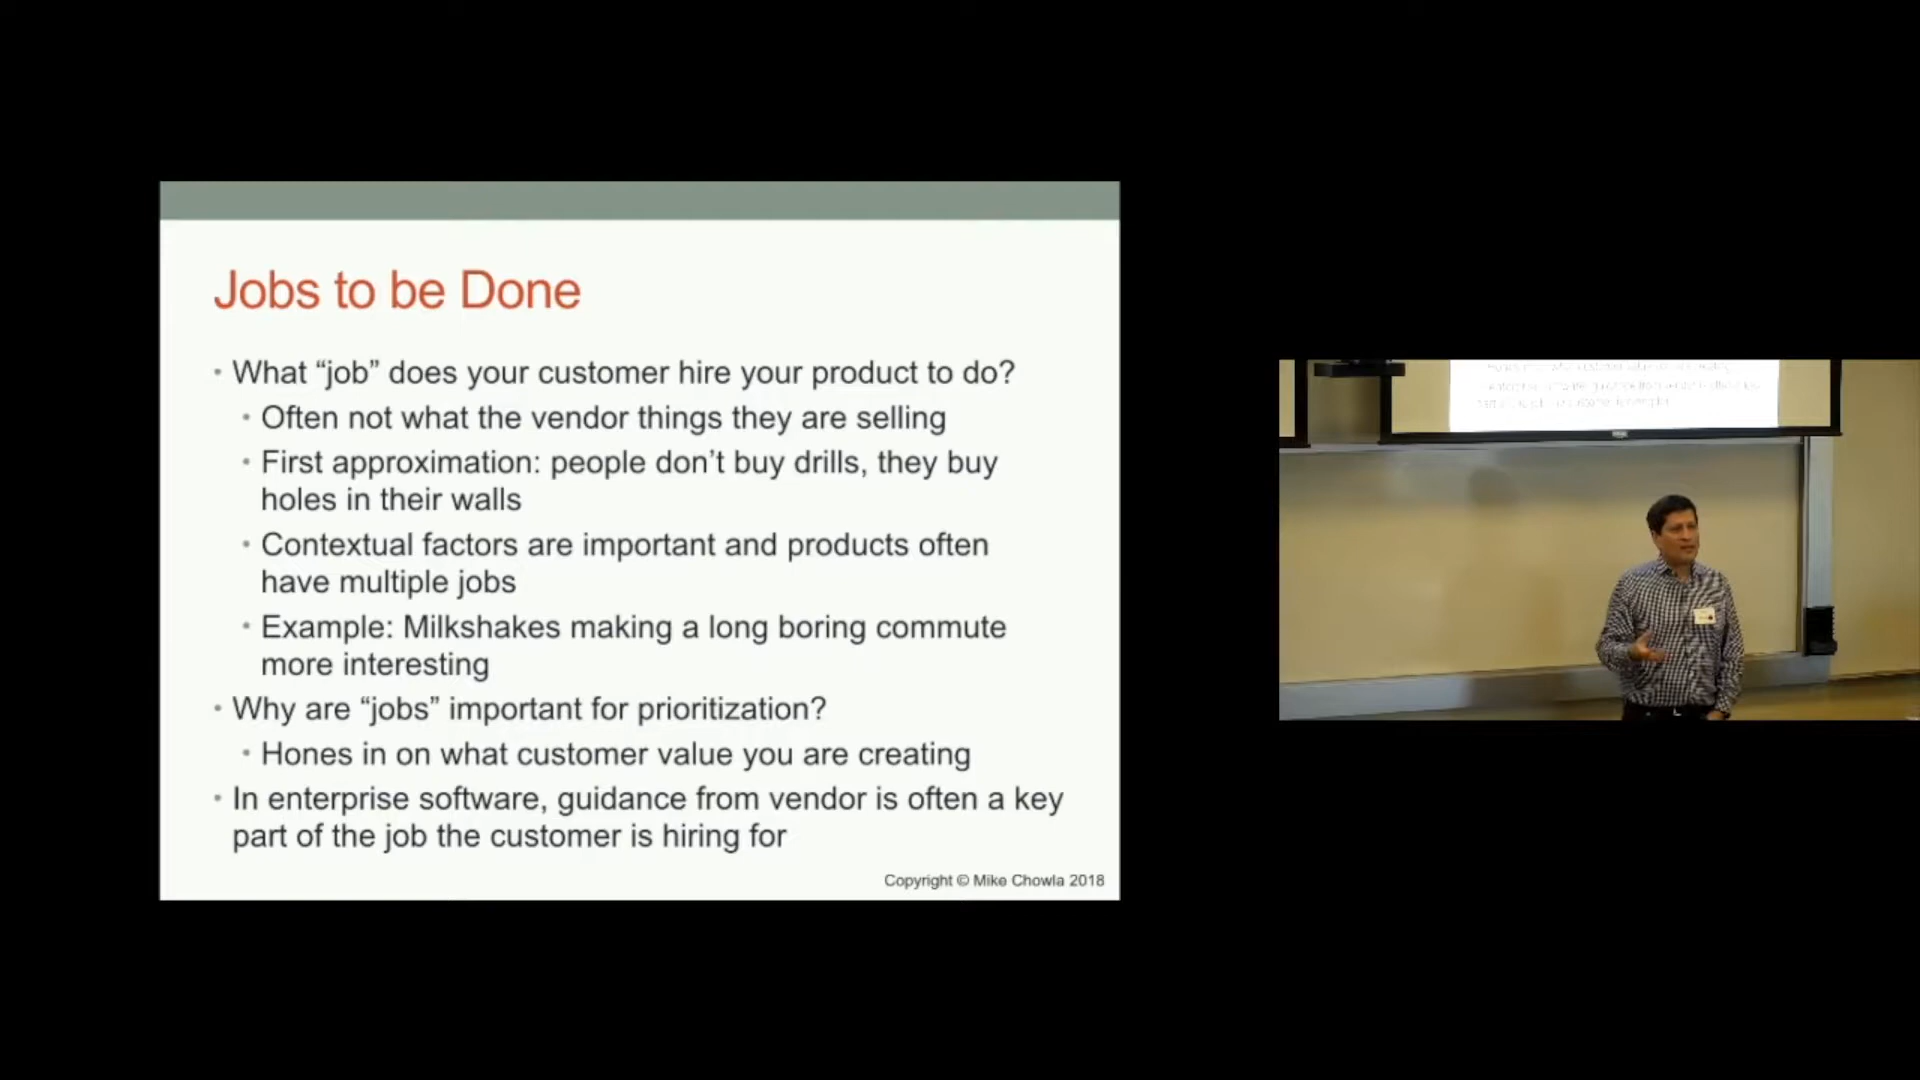 Jobs to be Done
• What “job” does your customer hire your product to do?
• Often not what the vendor things they are selling
• First approximation: people don’t buy drills, they buy
holes in their walls
• Contextual factors are important and products often
have multiple jobs
• Example: Milkshakes making a long boring commute
more interesting
• Why are “jobs” important for prioritization?
• Hones in on what customer value you are creating
• In enterprise software, guidance from vendor is often a key
part of the job the customer is hiring for
Copyright © Mike Chowla 2018